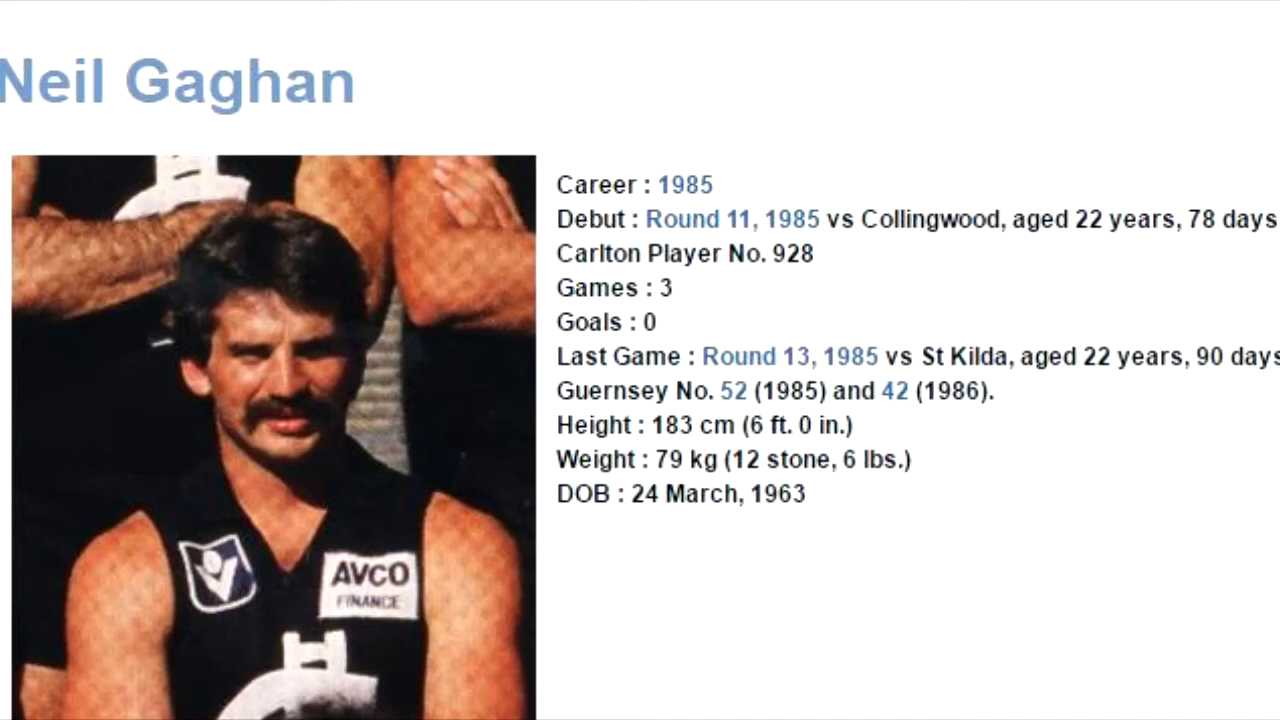 Neil Gaghan
Career : 1985
Debut : Round 11, 1985 vs Collingwood, aged 22 years, 78 days
Carlton Player No. 928
Games : 3
Goals : 0
Last Game : Round 13, 1985 vs St Kilda, aged 22 years, 90 days
Guernsey No. 52 (1985) and 42 (1986).
Height : 183 cm (6 ft. 0 in.)
Weight : 79 kg (12 stone, 6 lbs.)
DOB : 24 March, 1963
AVCO
FINANCE